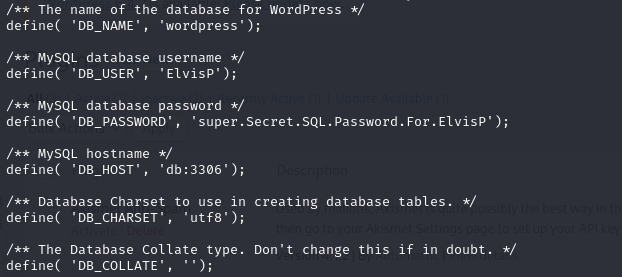 /** The name of the database for WordPress */
define( 'DB_NAME', 'wordpress');
/** MySQL database username */
define( 'DB_USER', 'ElvisP');
/** MySQL database password */
define( 'DB_PASSWORD', 'super.Secret.SQL.Password.For.ElvisP');
/** MySQL hostname */
define( 'DB_HOST', 'db:3306');
Description
/** Database Charset to use in creating database tables. */
define( 'DB_CHARSET', 'utf8');
/** The Database Collate type. Don't change this if in doubt. */
define( 'DB_COLLATE', '');